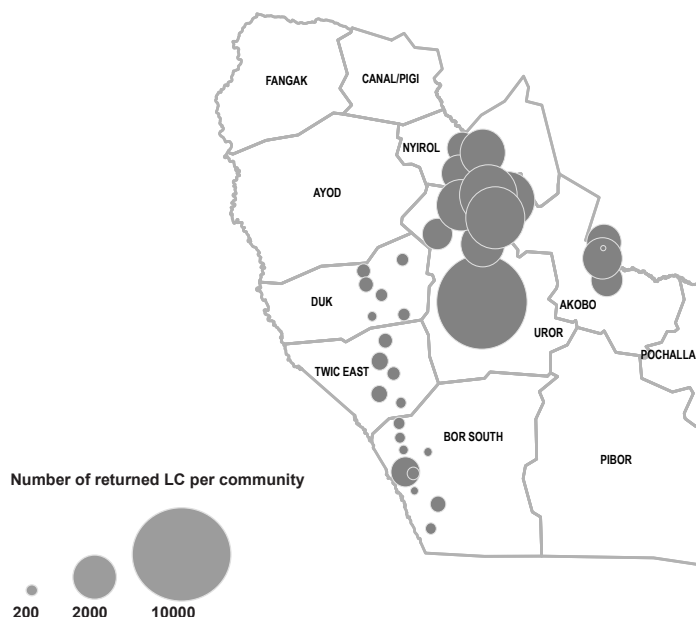 FANGAK
CANAL/PIGI
NYIROL
AYOD
DUK
AKOBO
UROR
POCHALLA
TWIC EAST
BOR SOUTH
PIBOR
Number of returned LC per community
200 2000 10000